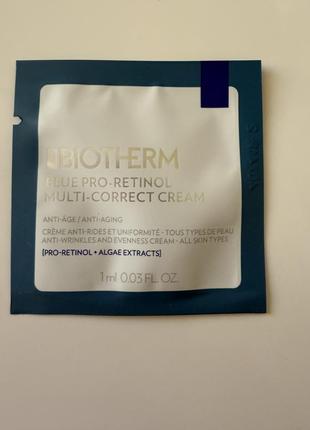 BIOTHERM
BLUE PRO-RETINOL
MULTI-CORRECT CREAM
ANTI-ÂGE / ANTI-AGING
CRÈME ANTI-RIDES ET UNIFORMITÉ - TOUS TYPES DE PEAU
ANTI-WRINKLES AND EVENNESS CREAM - ALL SKIN TYPES
[PRO-RETINOL + ALGAE EXTRACTS]
1 ml 0.03 FL. OZ.